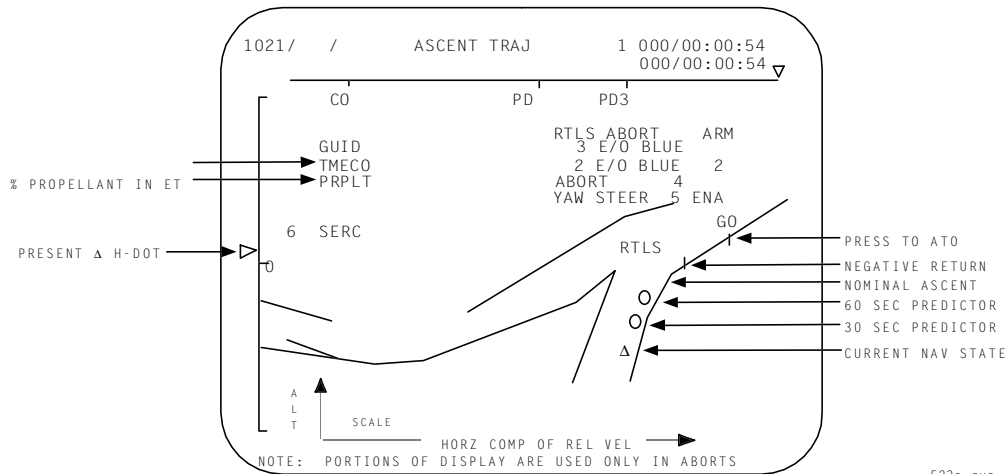 1021/ / ASCENT TRAJ 1 000/00:00:54
000/00:00:54
CO PD PD3
RTLS ABORT ARM
3 E/O BLUE
GUID
TMECO
2 E/O BLUE 2
% PROPELLANT IN ET
PRPLT
ABORT 4
YAW STEER 5 ENA
6 SERC
GO
PRESENT Δ H-DOT
RTLS
PRESS TO ATO
0
NEGATIVE RETURN
NOMINAL ASCENT
60 SEC PREDICTOR
30 SEC PREDICTOR
Δ
CURRENT NAV STATE
ALT
SCALE
HORZ COMP OF REL VEL
NOTE: PORTIONS OF DISPLAY ARE USED ONLY IN ABORTS